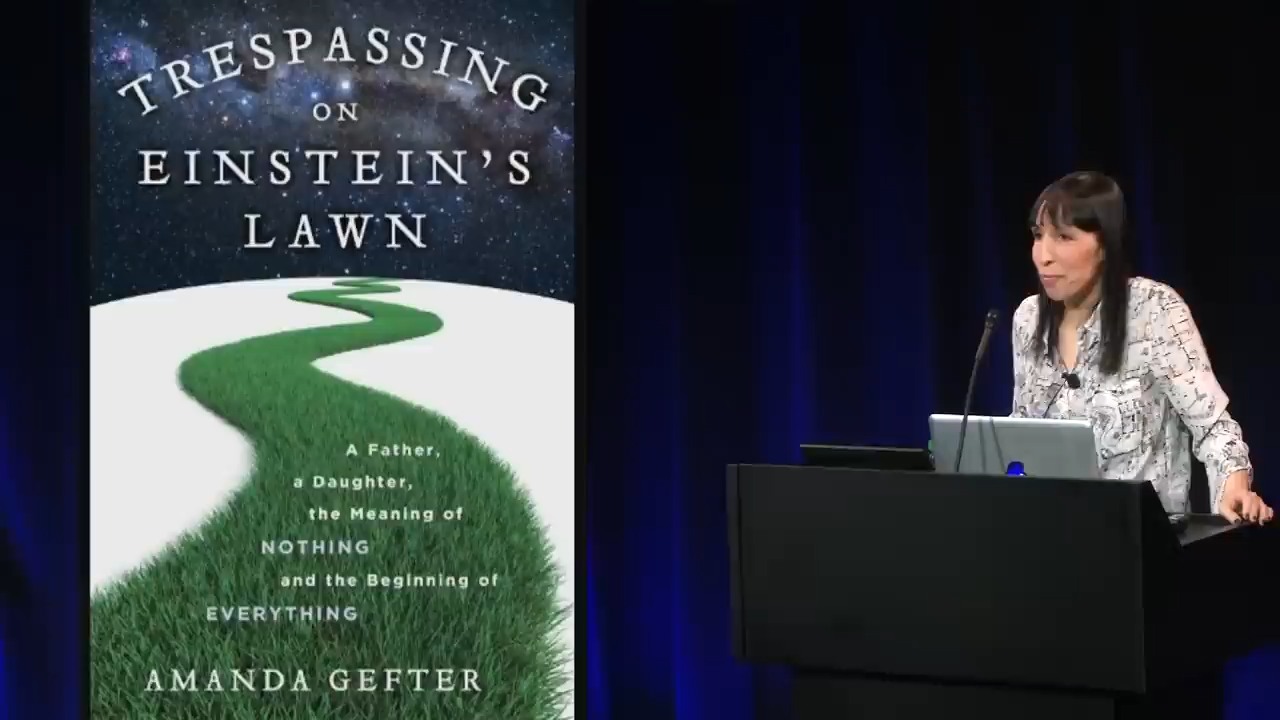 TRESPASSING
ON
EINSTEIN'S
LAWN
A Father,
a Daughter,
the Meaning of
NOTHING
and the Beginning of
EVERYTHING
AMANDA GEFTER